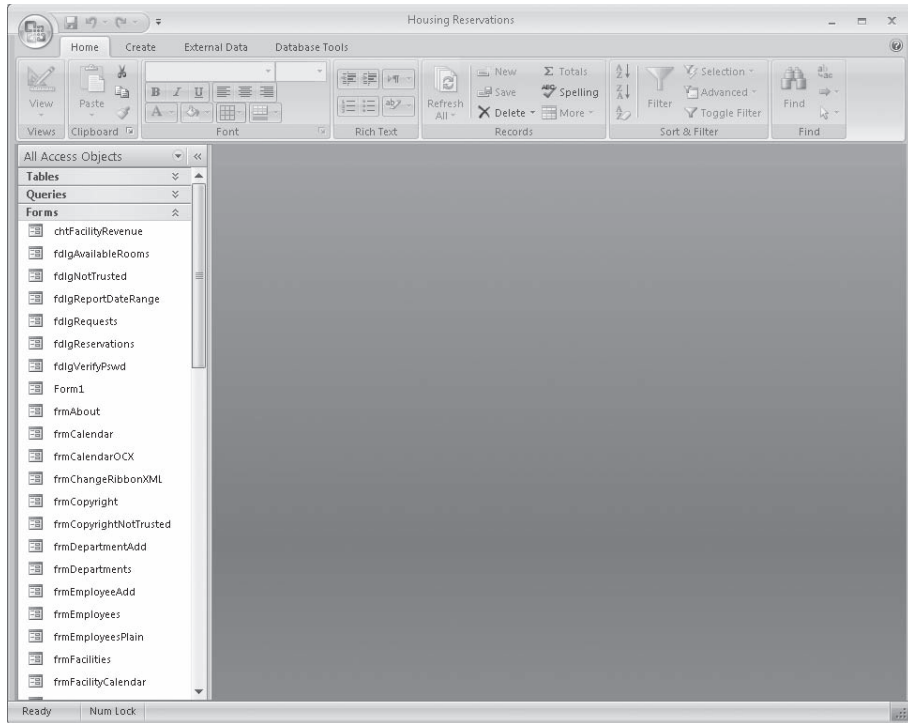 Housing Reservations
Home Create External Data Database Tools
View
Views
Paste
Clipboard
B I U
A
Font
Rich Text
Refresh All
New
Save
Delete
Σ Totals
Spelling
More
Records
Filter
Selection
Advanced
Toggle Filter
Sort & Filter
Find
Find
All Access Objects
Tables
Queries
Forms
chtFacilityRevenue
fdlgAvailableRooms
fdlgNotTrusted
fdlgReportDateRange
fdlgRequests
fdlgReservations
fdlgVerifyPswd
Form1
frmAbout
frmCalendar
frmCalendarOCX
frmChangeRibbonXML
frmCopyright
frmCopyrightNotTrusted
frmDepartmentAdd
frmDepartments
frmEmployeeAdd
frmEmployees
frmEmployeesPlain
frmFacilities
frmFacilityCalendar
Ready Num Lock